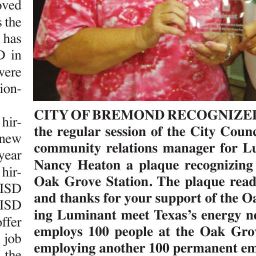 oved
s the
has
D in
were
ion-
hir-
new
year
hir-
ISD
ISD
offer
job
the
CITY OF BREMOND RECOGNIZE
the regular session of the City Counc
community relations manager for Lu
Nancy Heaton a plaque recognizing
Oak Grove Station. The plaque read
and thanks for your support of the Oa
ing Luminant meet Texas's energy ne
employs 100 people at the Oak Gro
employing another 100 permanent em